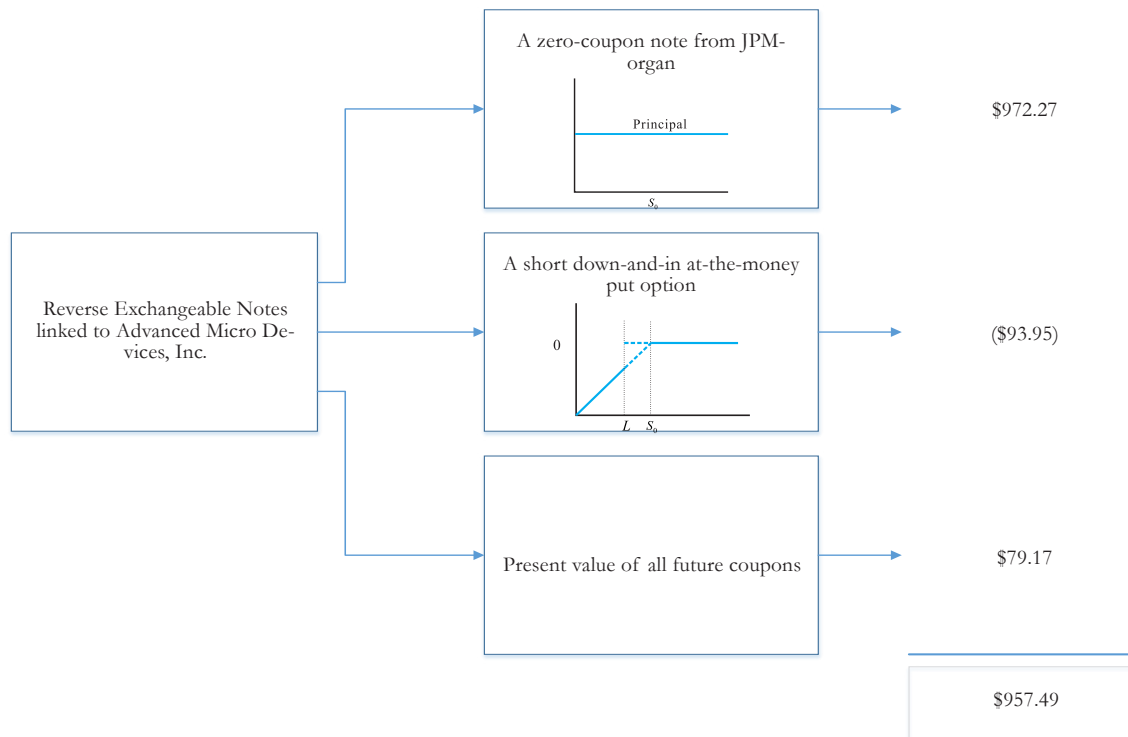 A zero-coupon note from JPM-
organ
Principal
S₀
$972.27
Reverse Exchangeable Notes
linked to Advanced Micro De-
vices, Inc.
A short down-and-in at-the-money
put option
0
L S₀
($93.95)
Present value of all future coupons
$79.17
$957.49